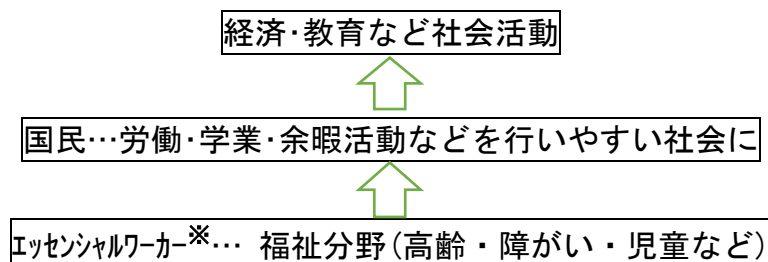 経済･教育など社会活動
国民…労働･学業･余暇活動などを行いやすい社会に
ｴｯｾﾝｼｬﾙﾜｰｶｰ※… 福祉分野(高齢・障がい・児童など)